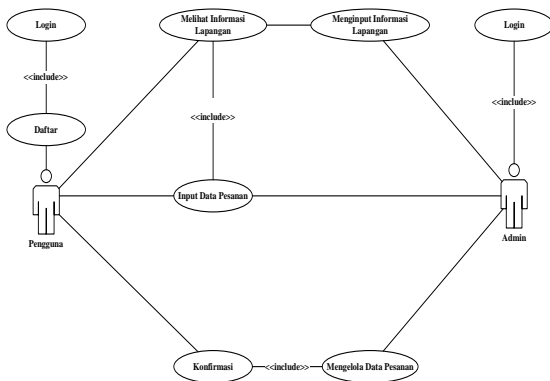 Login
Melihat Informasi
Lapangan
Menginput Informasi
Lapangan
Login
<<include>>
<<include>>
<<include>>
Daftar
Input Data Pesanan
Pengguna
Admin
Konfirmasi
<<include>>
Mengelola Data Pesanan